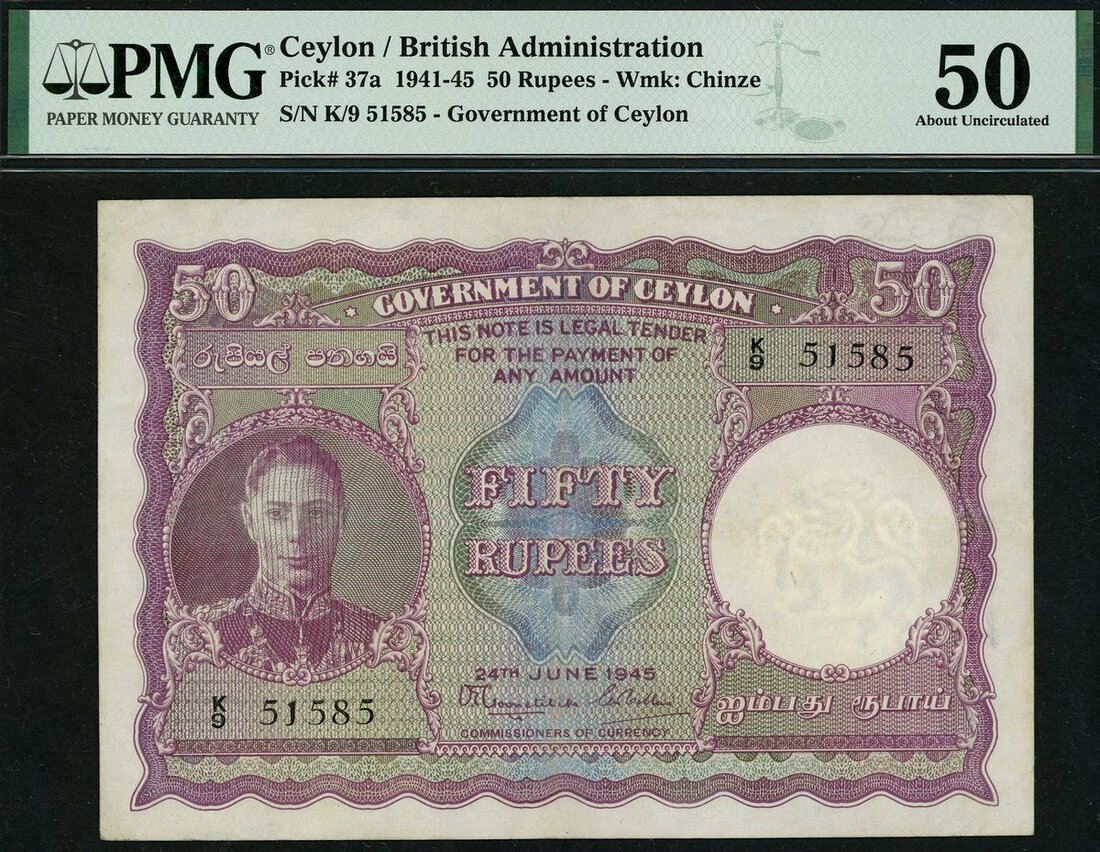 PMG®
PAPER MONEY GUARANTY
Ceylon / British Administration
Pick# 37a 1941-45 50 Rupees - Wmk: Chinze
S/N K/9 51585 - Government of Ceylon
50
About Uncirculated
50
GOVERNMENT OF CEYLON
50
රුපියල් පනහයි
THIS NOTE IS LEGAL TENDER
FOR THE PAYMENT OF
ANY AMOUNT
K/9 51585
FIFTY
RUPEES
24TH JUNE 1945
COMMISSIONERS OF CURRENCY
K/9 51585
ஐம்பது ரூபாய்